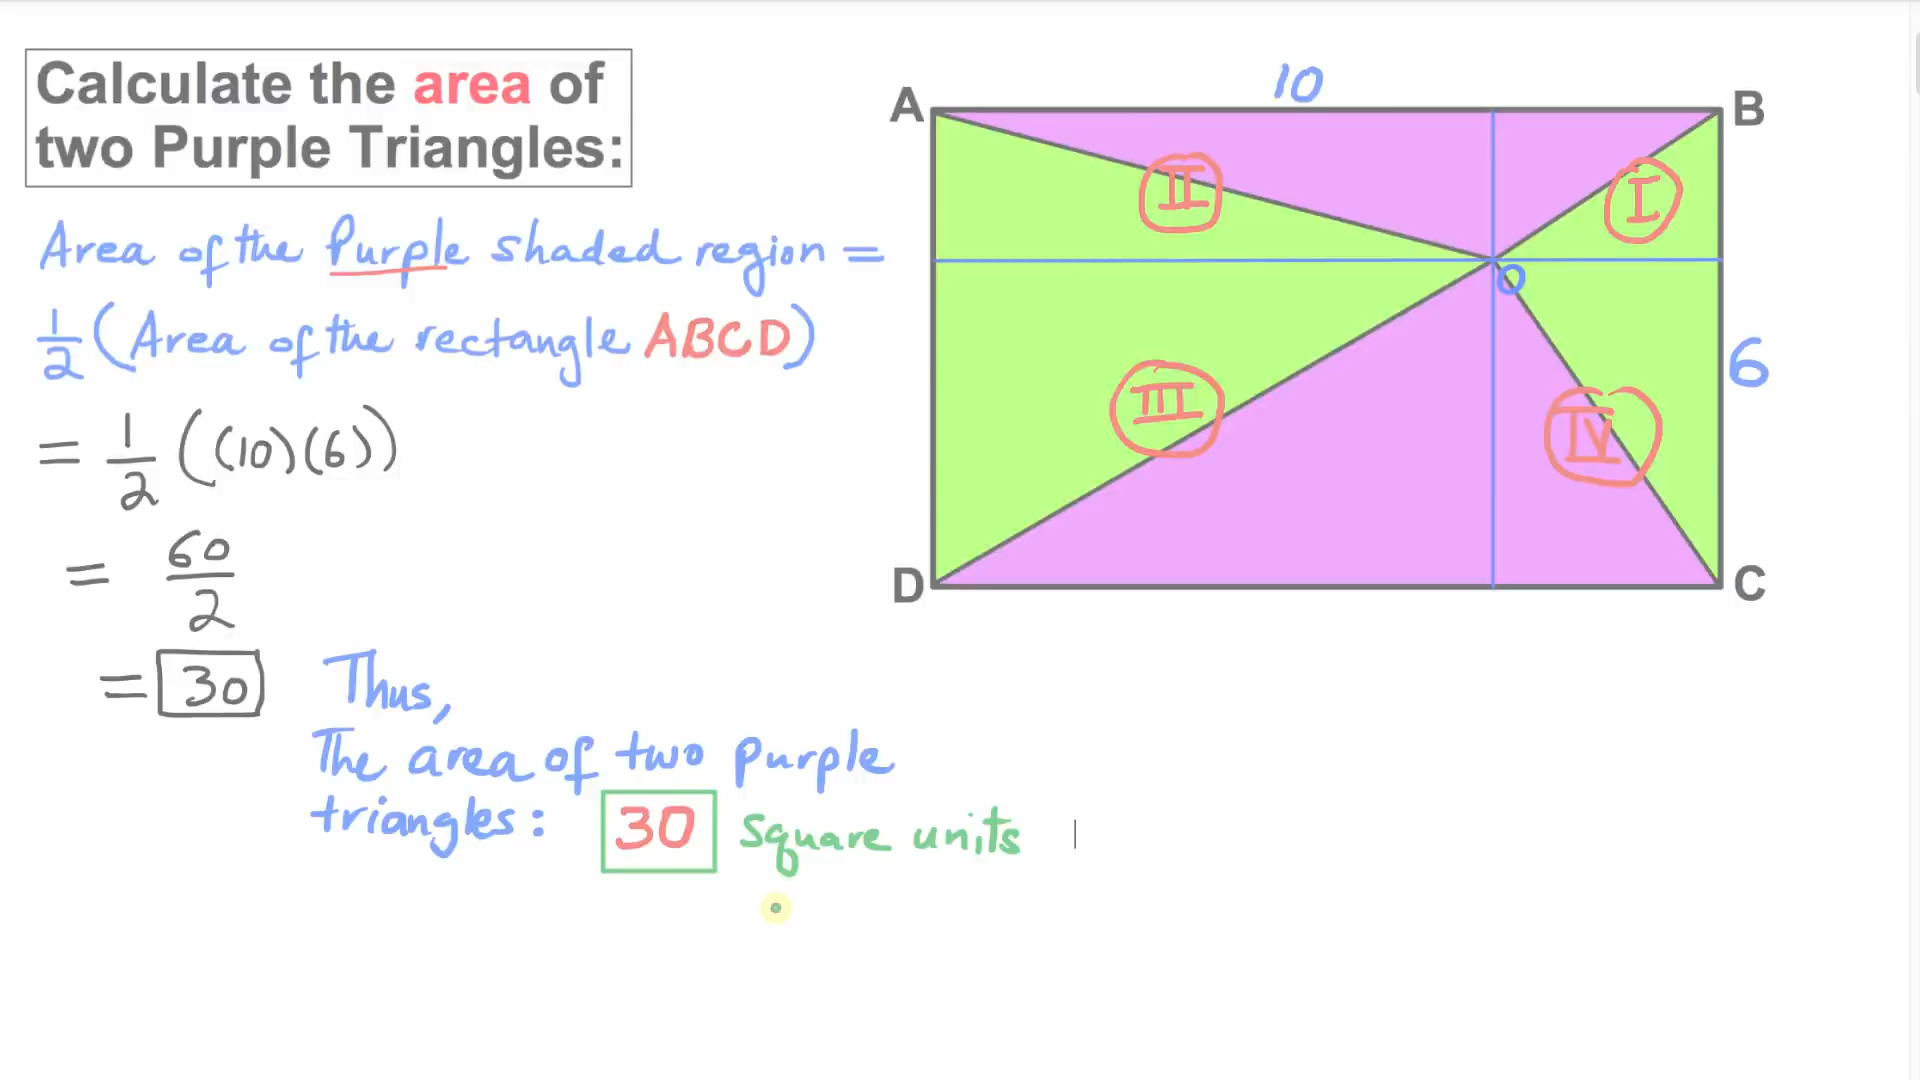 Calculate the area of
two Purple Triangles:
Area of the Purple shaded region =
1/2 (Area of the rectangle ABCD)
= 1/2 ((10)(6))
= 60/2
= 30
Thus,
The area of two purple
triangles: 30 square units
10
A
B
II
I
O
6
III
IV
D
C